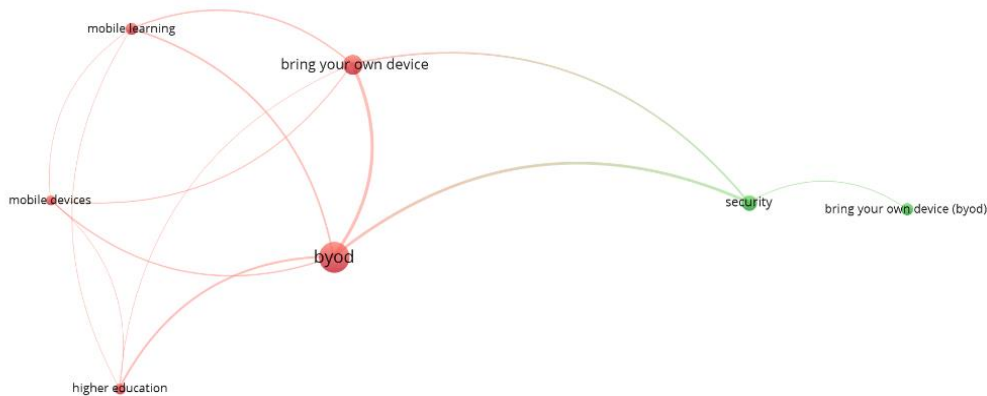 mobile learning
bring your own device
mobile devices
security
bring your own device (byod)
byod
higher education